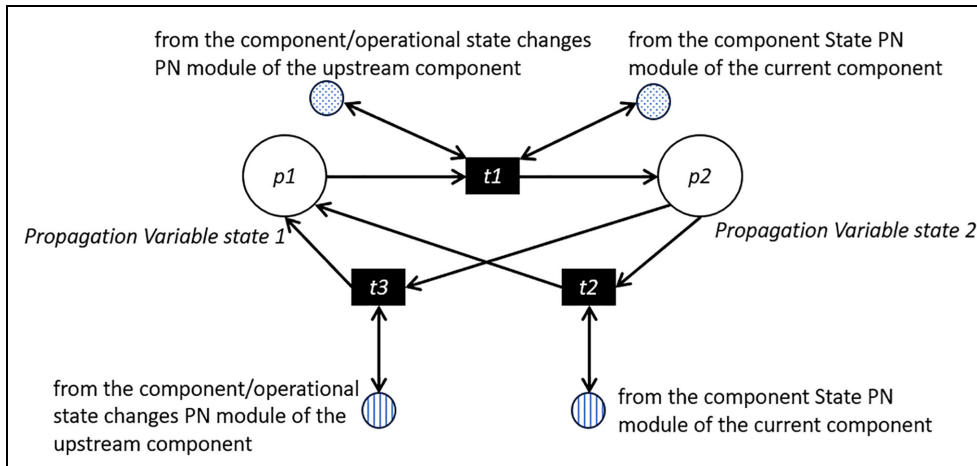 from the component/operational state changes
PN module of the upstream component
from the component State PN
module of the current component
p1
t1
p2
Propagation Variable state 1
Propagation Variable state 2
t3
t2
from the component/operational
state changes PN module of the
upstream component
from the component State PN
module of the current component